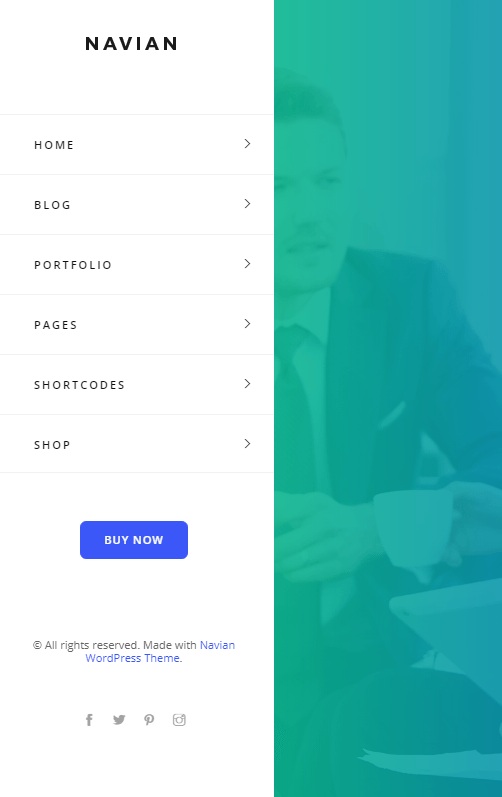 NAVIAN
HOME
BLOG
PORTFOLIO
PAGES
SHORTCODES
SHOP
BUY NOW
© All rights reserved. Made with Navian
WordPress Theme.